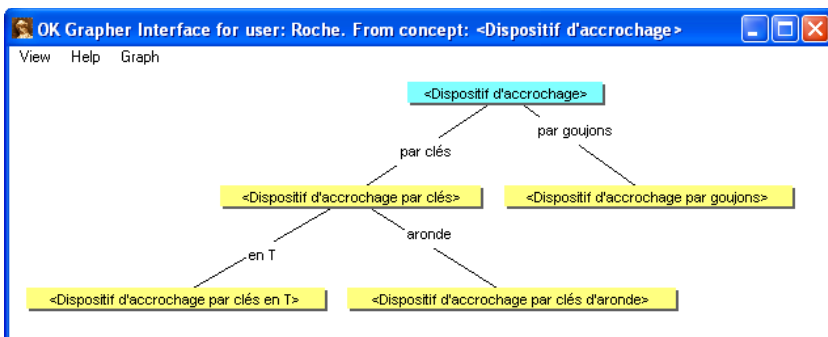 OK Grapher Interface for user: Roche. From concept: <Dispositif d'accrochage>
View Help Graph
<Dispositif d'accrochage>
par goujons
par clés
<Dispositif d'accrochage par clés> <Dispositif d'accrochage par goujons>
aronde
en T
<Dispositif d'accrochage par clés en T> <Dispositif d'accrochage par clés d'aronde>